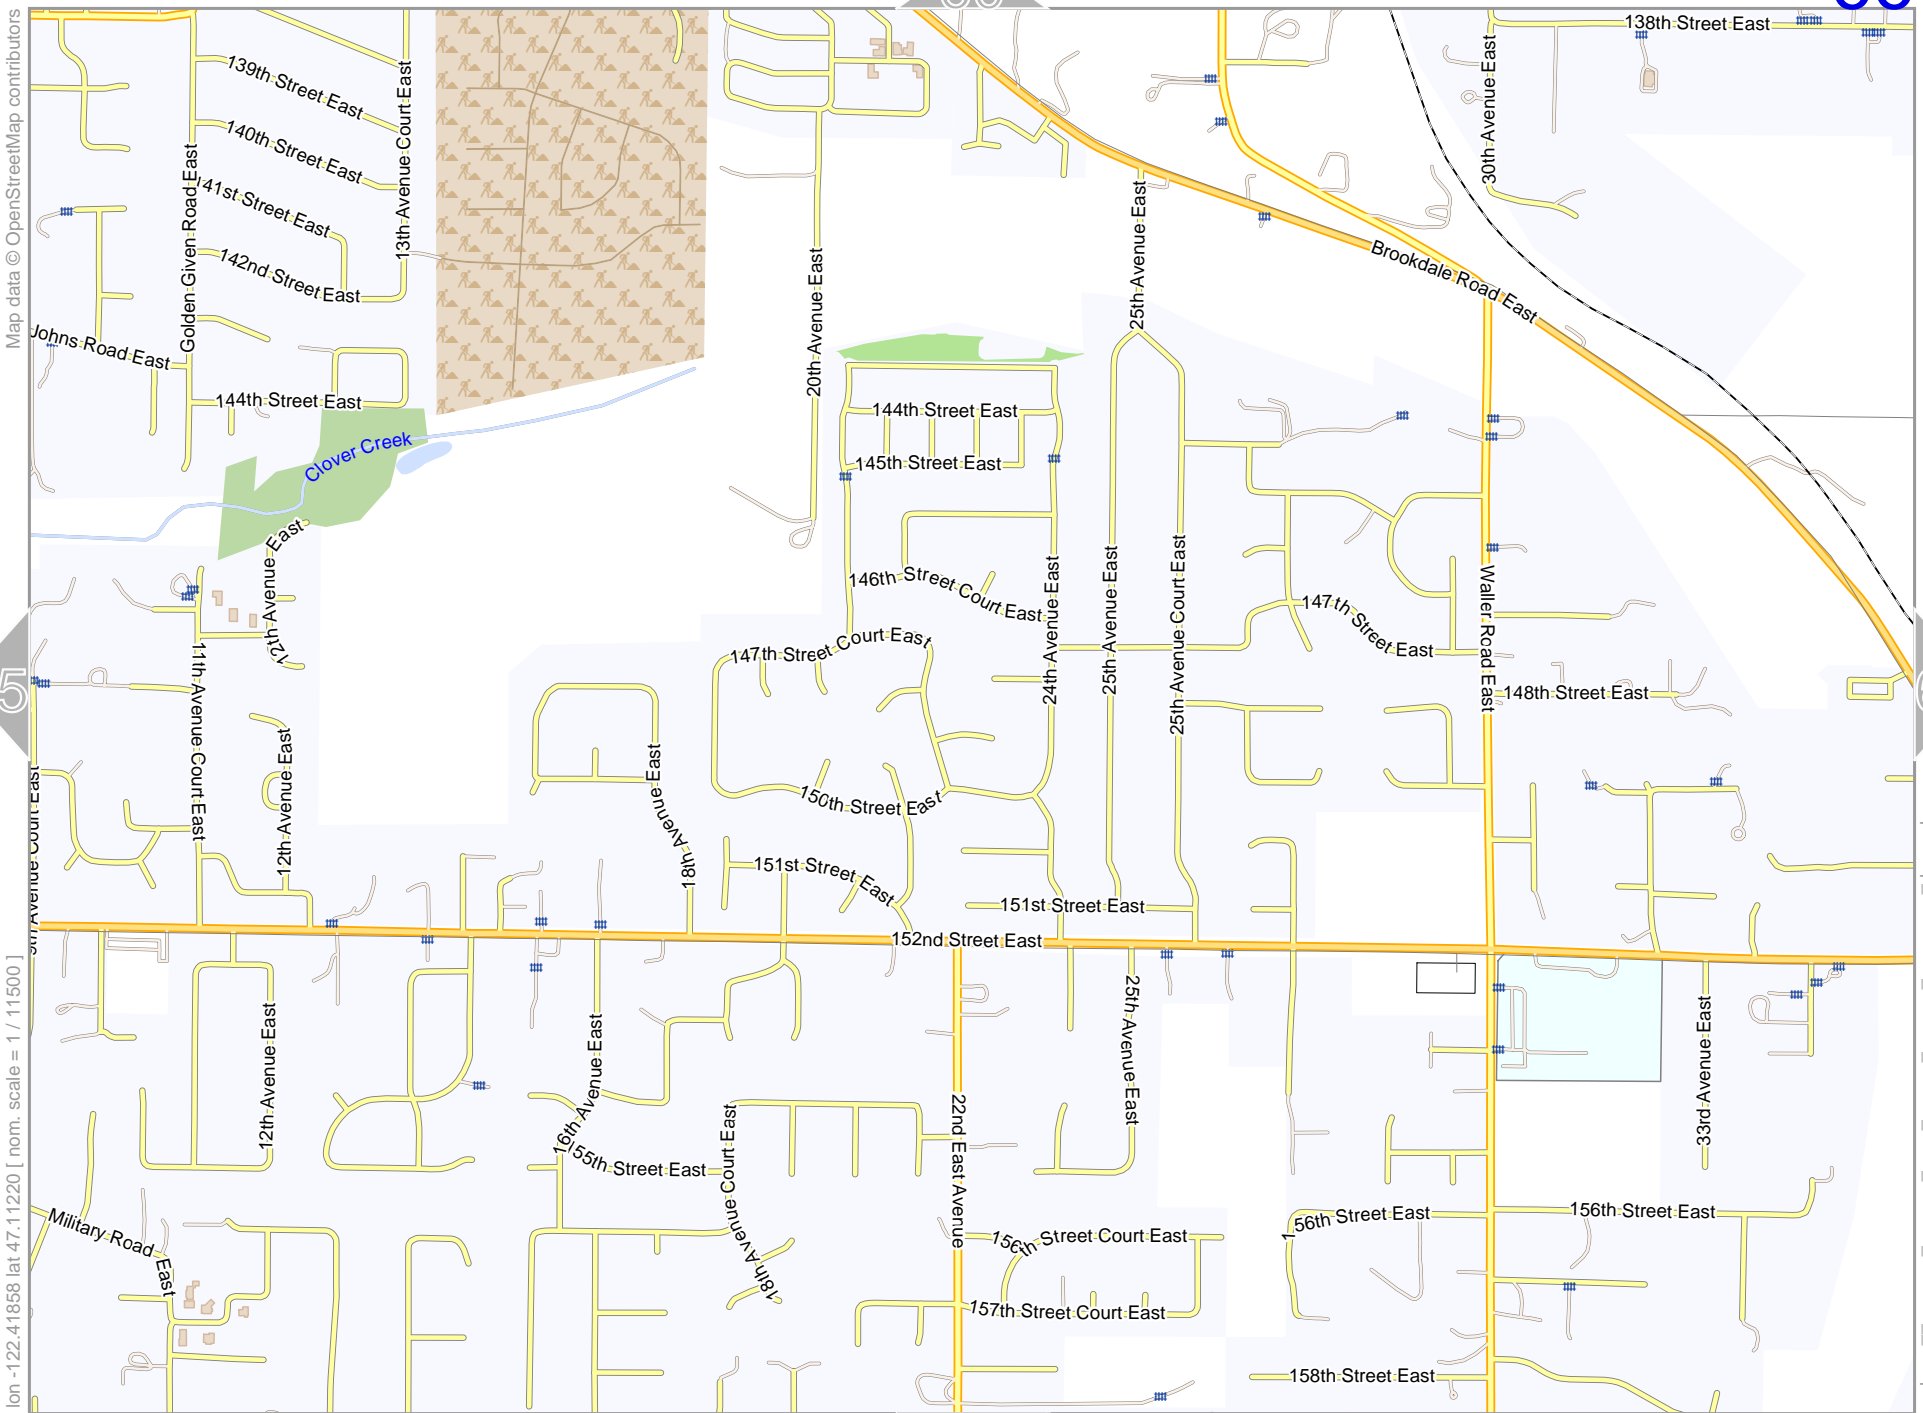 Map data © OpenStreetMap contributors
lon -122.41858 lat 47.11220 [ nom. scale = 1 / 11500 ]
138th Street East
139th Street East
13th Avenue Court East
30th Avenue East
140th Street East
Golden Given Road East
141st Street East
25th Avenue East
142nd Street East
20th Avenue East
Brookdale Road East
Johns Road East
144th Street East
144th Street East
Clover Creek
145th Street East
12th Avenue East
146th Street Court East
24th Avenue East
25th Avenue East
25th Avenue Court East
147th Street East
Waller Road East
11th Avenue Court East
147th Street Court East
5
148th Street East
12th Avenue East
18th Avenue East
150th Street East
9th Avenue Court East
151st Street East
151st Street East
152nd Street East
25th Avenue East
12th Avenue East
16th Avenue East
33rd Avenue East
22nd East Avenue
155th Street East
18th Avenue Court East
18th
Military Road East
156th Street Court East
156th Street East
156th Street East
157th Street Court East
158th Street East